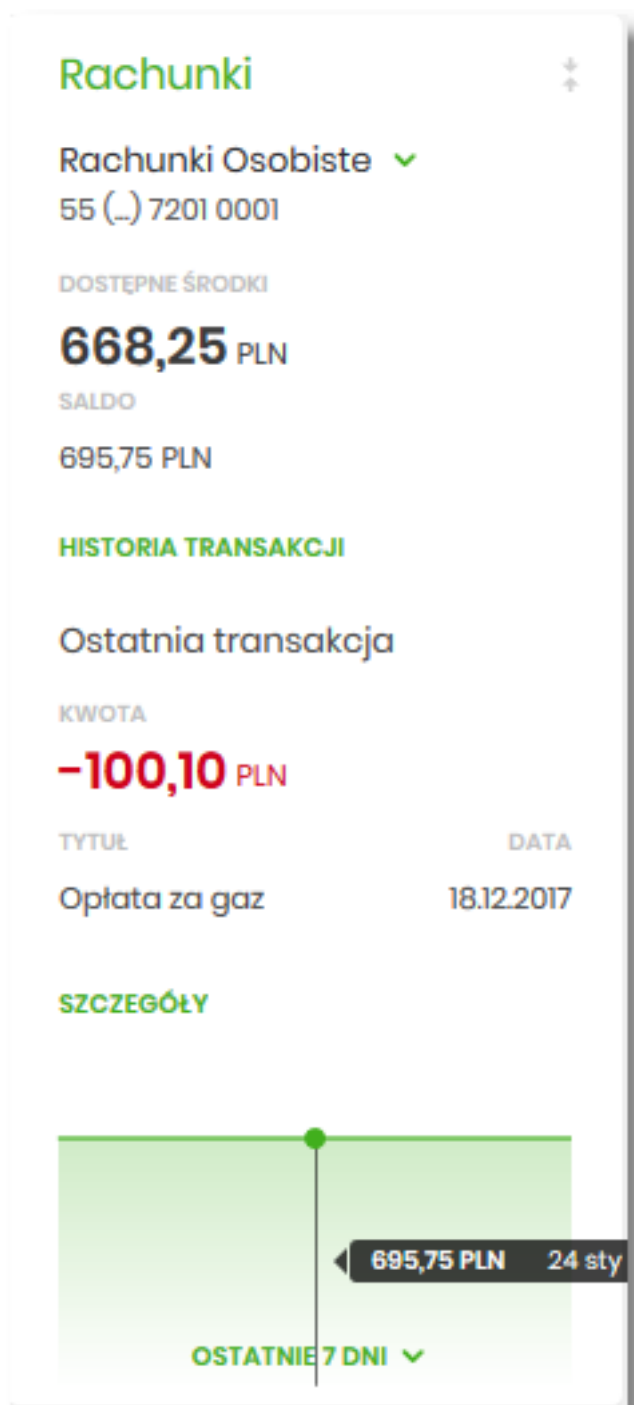 Rachunki
Rachunki Osobiste
55 (...) 7201 0001
DOSTĘPNE ŚRODKI
668,25 PLN
SALDO
695,75 PLN
HISTORIA TRANSAKCJI
Ostatnia transakcja
KWOTA
-100,10 PLN
TYTUŁ DATA
Opłata za gaz 18.12.2017
SZCZEGÓŁY
695,75 PLN 24 sty
OSTATNIE 7 DNI